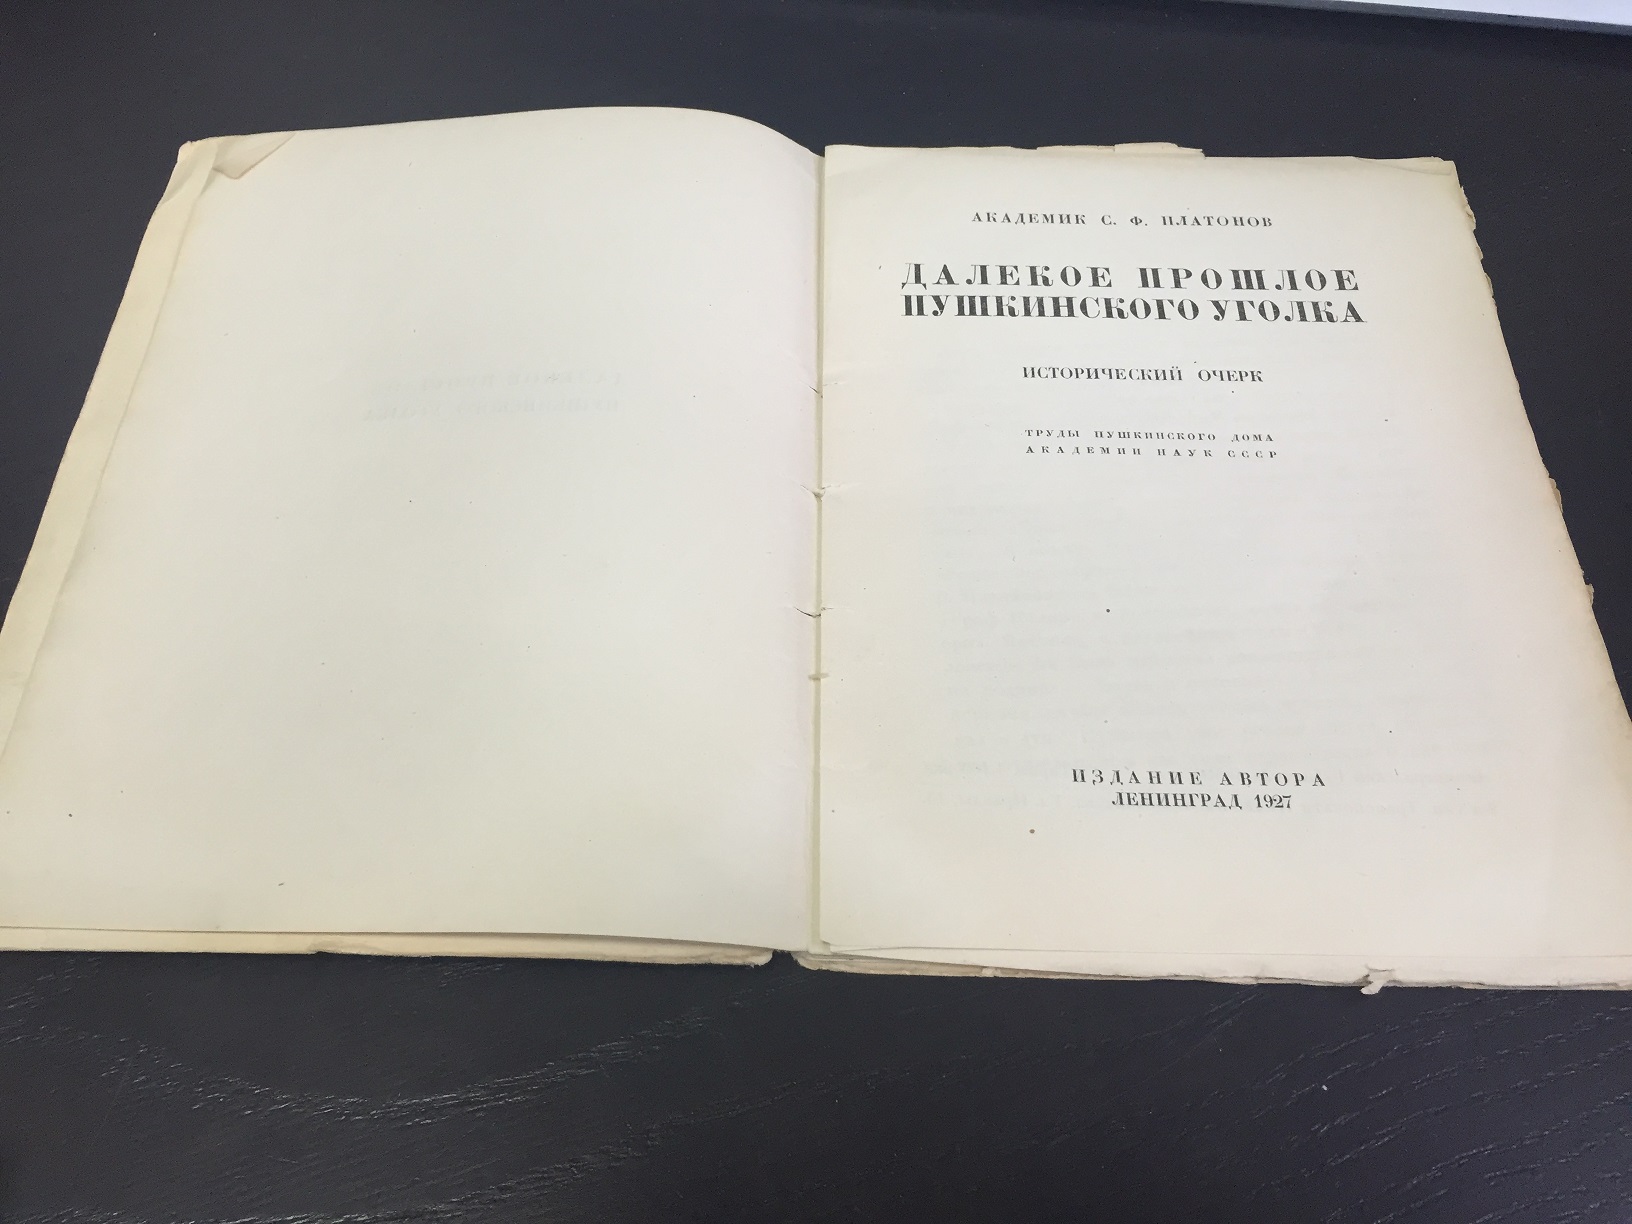 АКАДЕМИК С. Ф. ПЛАТОНОВ
ДАЛЕКОЕ ПРОШЛОЕ
ПУШКИНСКОГО УГОЛКА
ИСТОРИЧЕСКИЙ ОЧЕРК
ТРУДЫ ПУШКИНСКОГО ДОМА
АКАДЕМИИ НАУК СССР
ИЗДАНИЕ АВТОРА
ЛЕНИНГРАД 1927